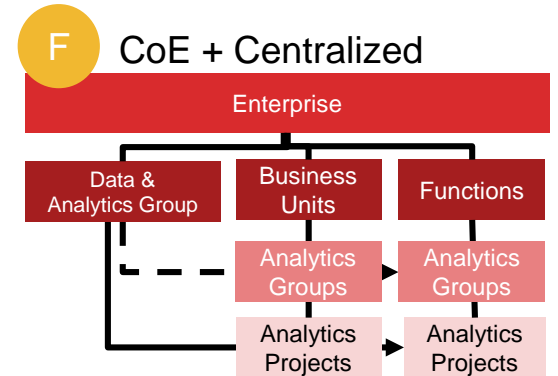 F
CoE + Centralized
Enterprise
Data &
Analytics Group
Business
Units
Functions
Analytics
Groups
Analytics
Groups
Analytics
Projects
Analytics
Projects